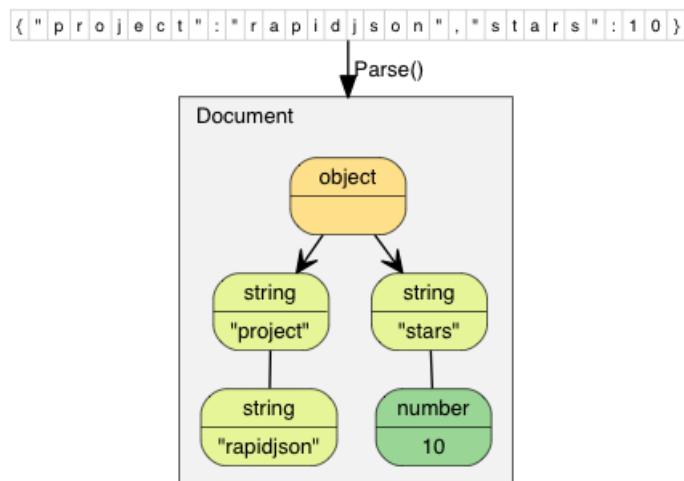 {"project":"rapidjson","stars":10}
Parse()
Document
object
string string
"project" "stars"
string number
"rapidjson" 10